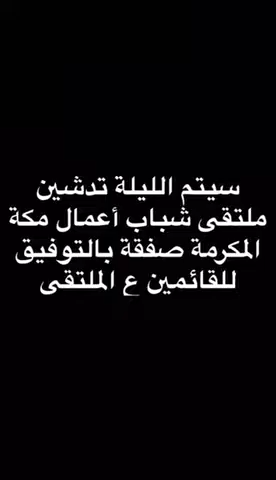 سيتم الليلة تدشين
ملتقى شباب أعمال مكة
المكرمة صفقة بالتوفيق
للقائمين ع الملتقى